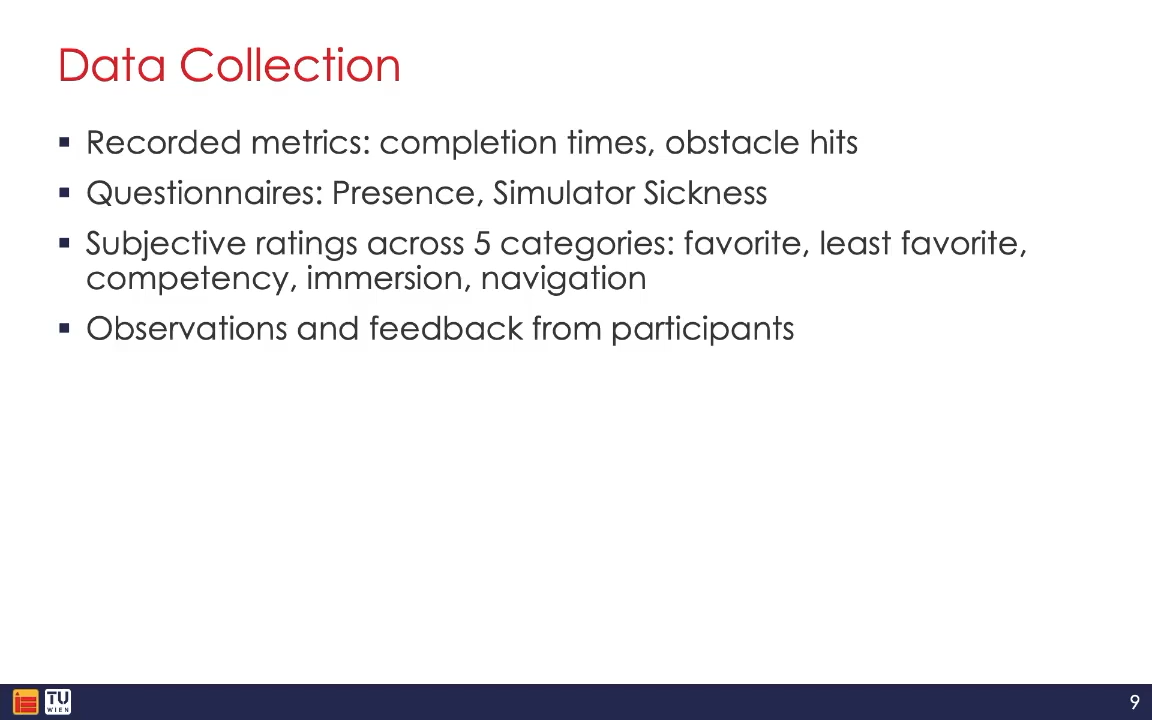 Data Collection
▪ Recorded metrics: completion times, obstacle hits
▪ Questionnaires: Presence, Simulator Sickness
▪ Subjective ratings across 5 categories: favorite, least favorite,
competency, immersion, navigation
▪ Observations and feedback from participants
TU
WIEN
9